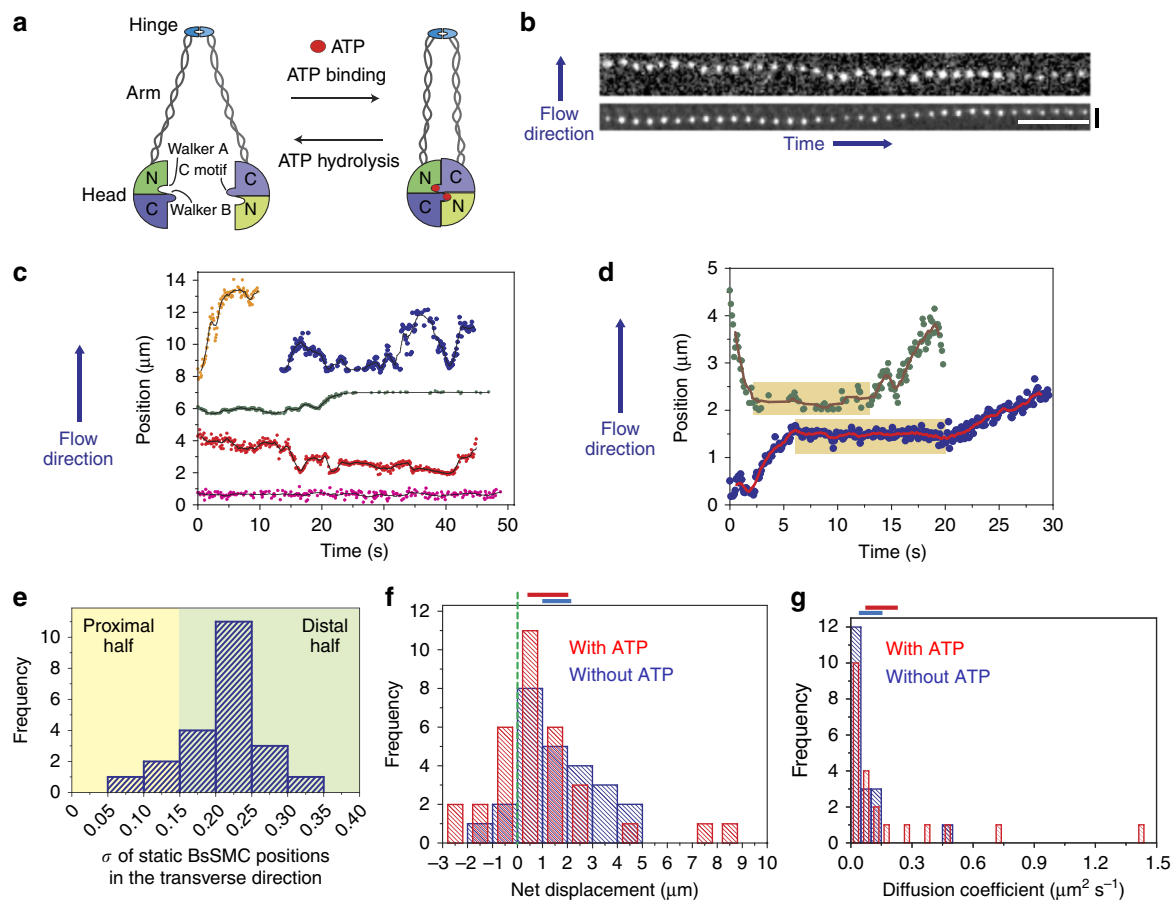 a
Hinge
ATP
ATP binding
Arm
ATP hydrolysis
Walker A
C motif
Head
Walker B
N
C
C
N
N
C
C
N
b
Flow
direction
Time
c
Flow
direction
Position (μm)
14
12
10
8
6
4
2
0
0
10
20
30
40
50
Time (s)
d
Flow
direction
Position (μm)
5
4
3
2
1
0
0
5
10
15
20
25
30
Time (s)
e
Proximal
half
Distal
half
Frequency
10
8
6
4
2
0
0
0.05
0.10
0.15
0.20
0.25
0.30
0.35
0.40
σ of static BsSMC positions
in the transverse direction
f
With ATP
Without ATP
Frequency
12
10
8
6
4
2
0
−3
−2
−1
0
1
2
3
4
5
6
7
8
9
10
Net displacement (μm)
g
With ATP
Without ATP
Frequency
12
10
8
6
4
2
0
0.0
0.3
0.6
0.9
1.2
1.5
Diffusion coefficient (μm² s⁻¹)